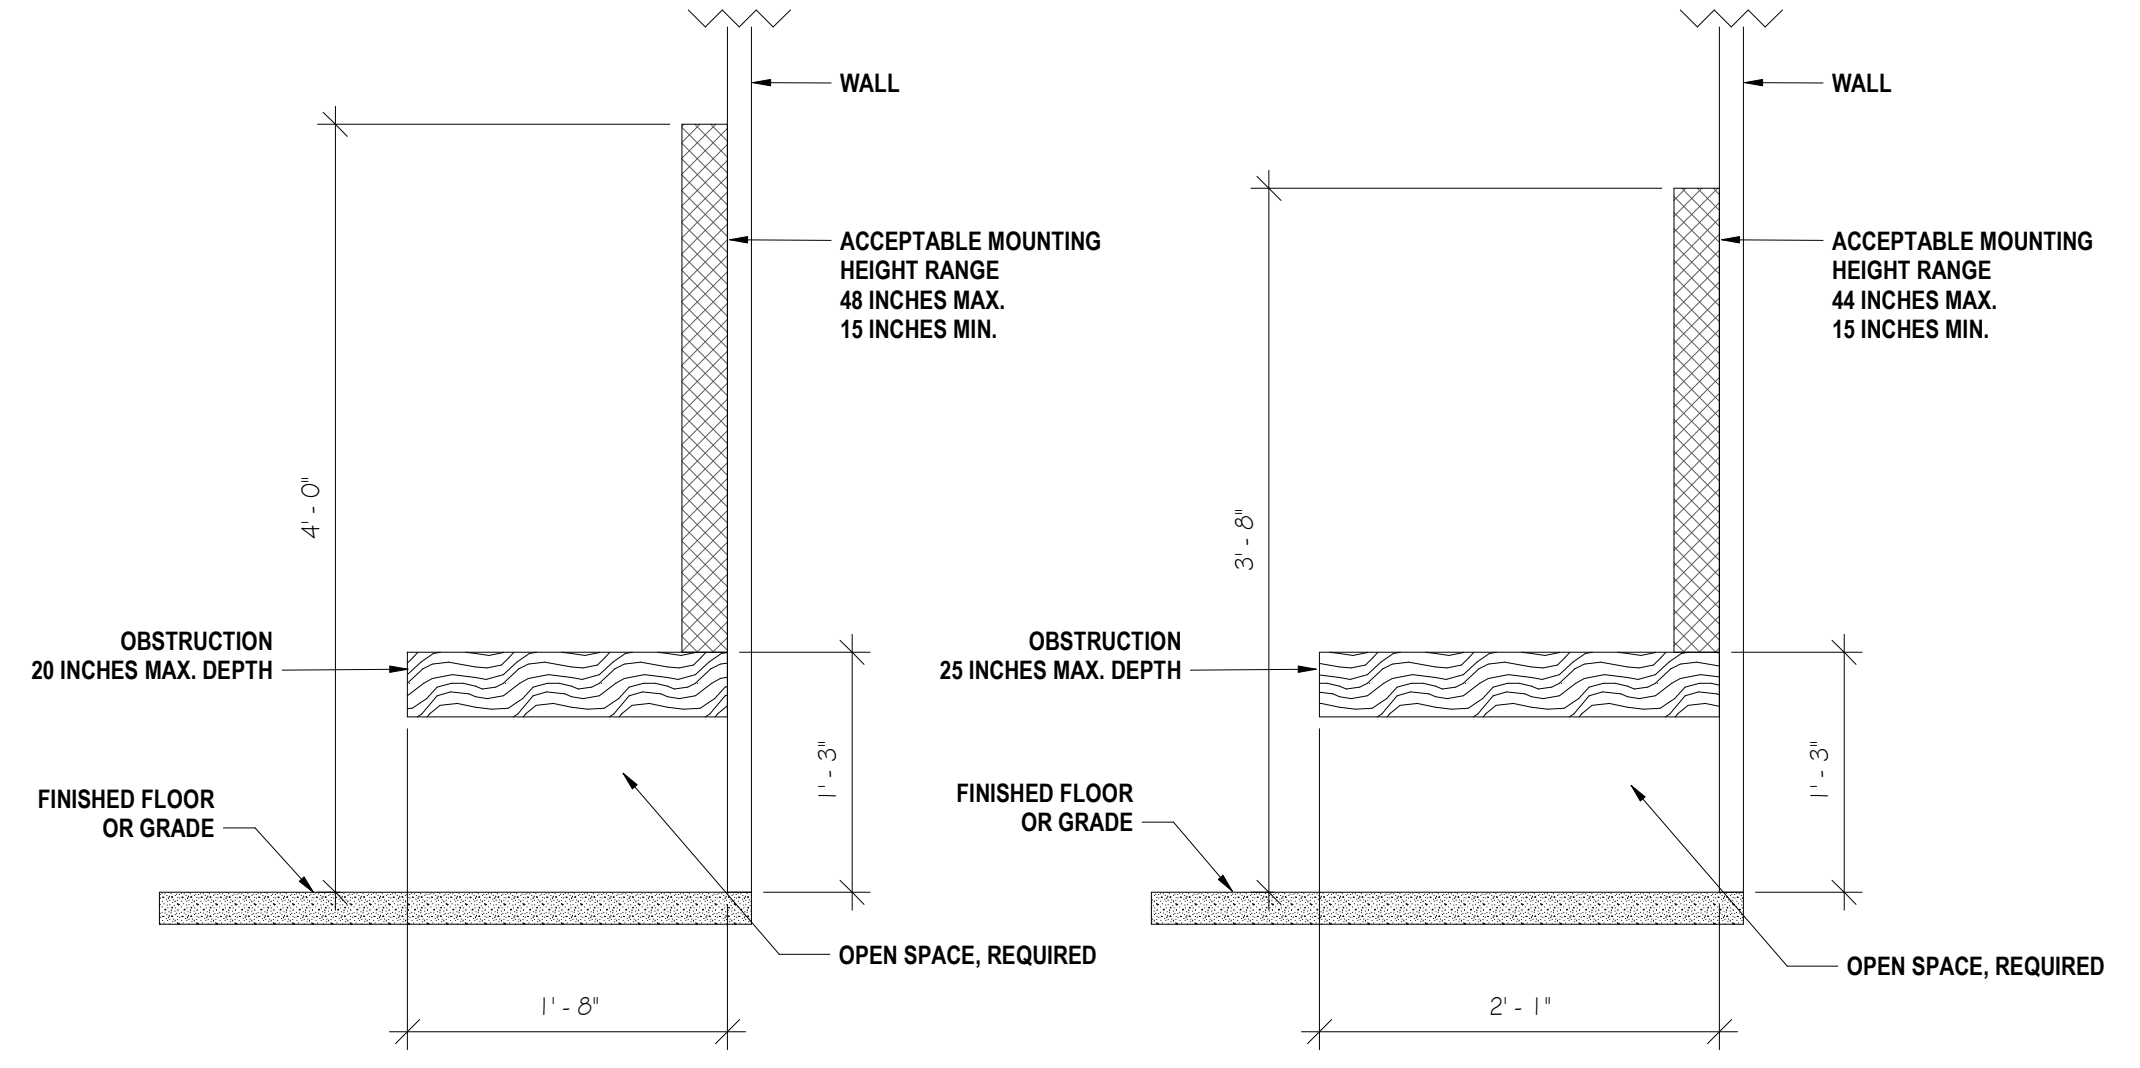 WALL
ACCEPTABLE MOUNTING
HEIGHT RANGE
48 INCHES MAX.
15 INCHES MIN.
4' - 0"
OBSTRUCTION
20 INCHES MAX. DEPTH
1' - 3"
FINISHED FLOOR
OR GRADE
OPEN SPACE, REQUIRED
1' - 8"
WALL
ACCEPTABLE MOUNTING
HEIGHT RANGE
44 INCHES MAX.
15 INCHES MIN.
3' - 8"
OBSTRUCTION
25 INCHES MAX. DEPTH
1' - 3"
FINISHED FLOOR
OR GRADE
OPEN SPACE, REQUIRED
2' - 1"